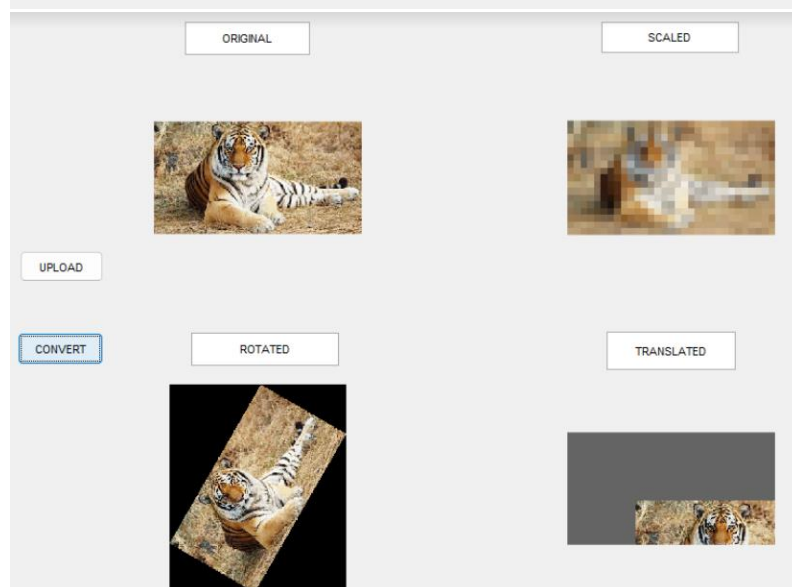 ORIGINAL
SCALED
UPLOAD
CONVERT
ROTATED
TRANSLATED